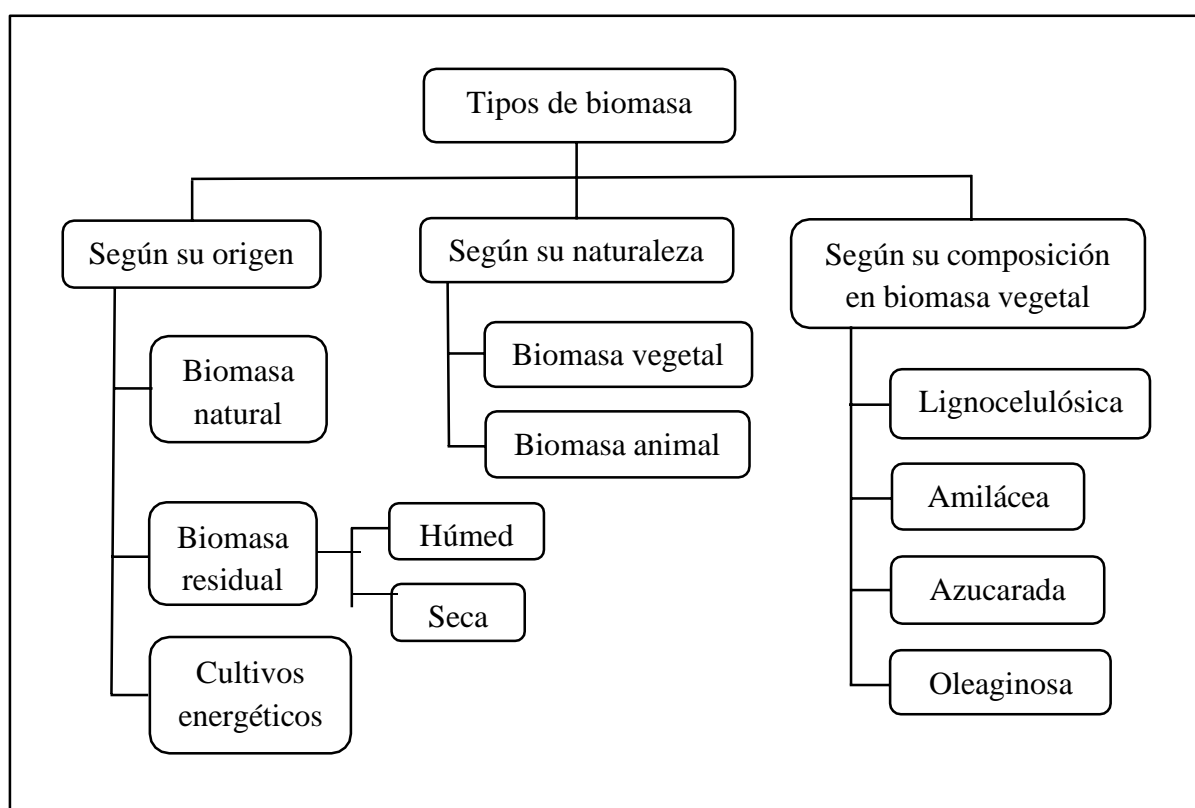 Tipos de biomasa
Según su origen
Biomasa
natural
Biomasa
residual
Húmed
Seca
Cultivos
energéticos
Según su naturaleza
Biomasa vegetal
Biomasa animal
Según su composición
en biomasa vegetal
Lignocelulósica
Amilácea
Azucarada
Oleaginosa